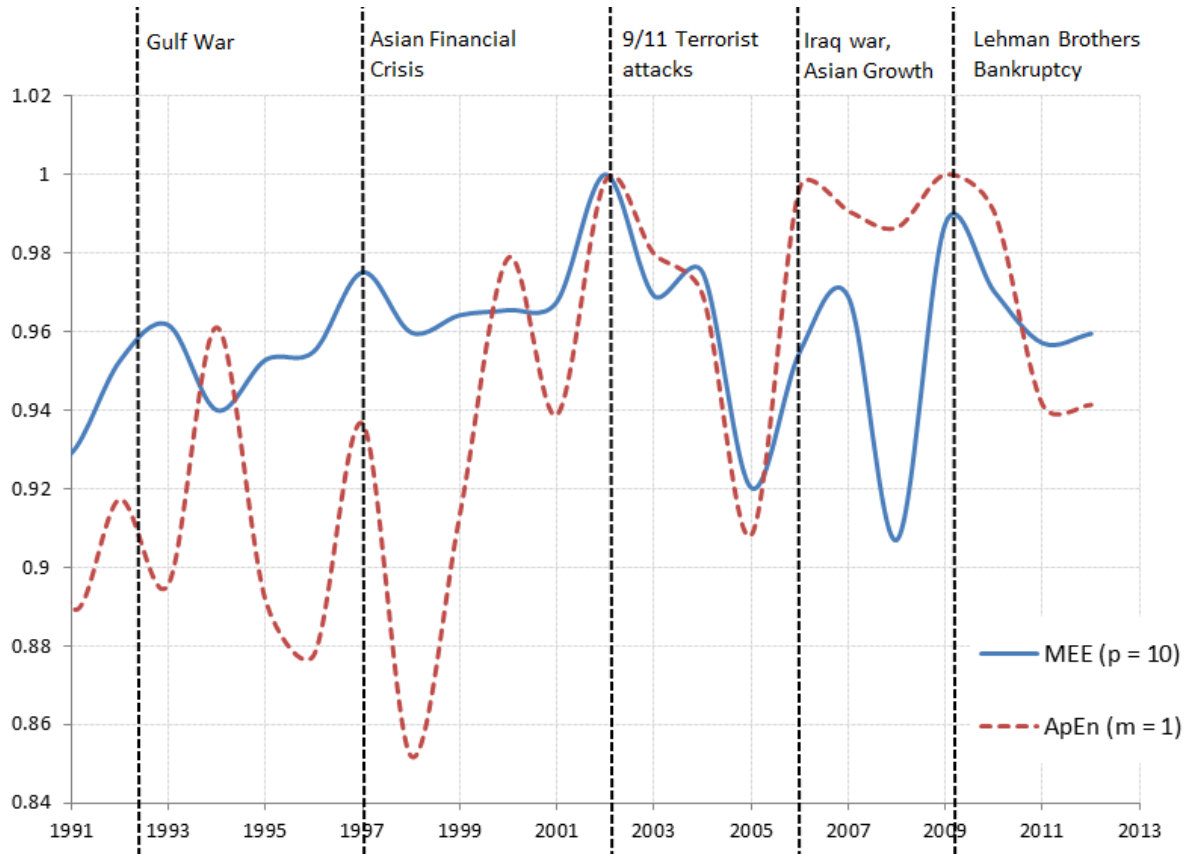 Gulf War
Asian Financial
Crisis
9/11 Terrorist
attacks
Iraq war,
Asian Growth
Lehman Brothers
Bankruptcy
1.02
1
0.98
0.96
0.94
0.92
0.9
0.88
0.86
0.84
MEE (p = 10)
ApEn (m = 1)
1991 1993 1995 1997 1999 2001 2003 2005 2007 2009 2011 2013